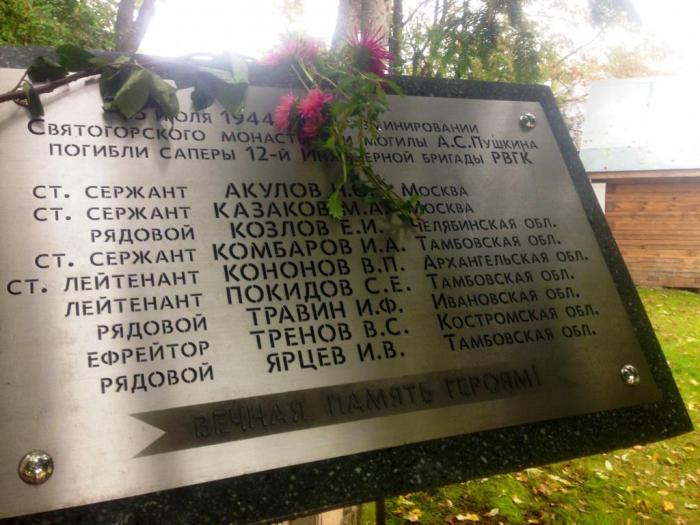 июля 1944
Святогорского и могилы А.С.Пушкина
погибли саперы 12-й бригады РВГК
ст. сержант Акулов Москва
ст. сержант Казаков М.А. Москва
рядовой Козлов Е.И. Челябинская обл.
ст. сержант Комбаров И.А. Тамбовская обл.
ст. лейтенант Кононов В.П. Архангельская обл.
лейтенант Покидов С.Е. Тамбовская обл.
рядовой Травин И.Ф. Ивановская обл.
ефрейтор Тренов В.С. Костромская обл.
рядовой Ярцев И.В. Тамбовская обл.
Вечная память героям!